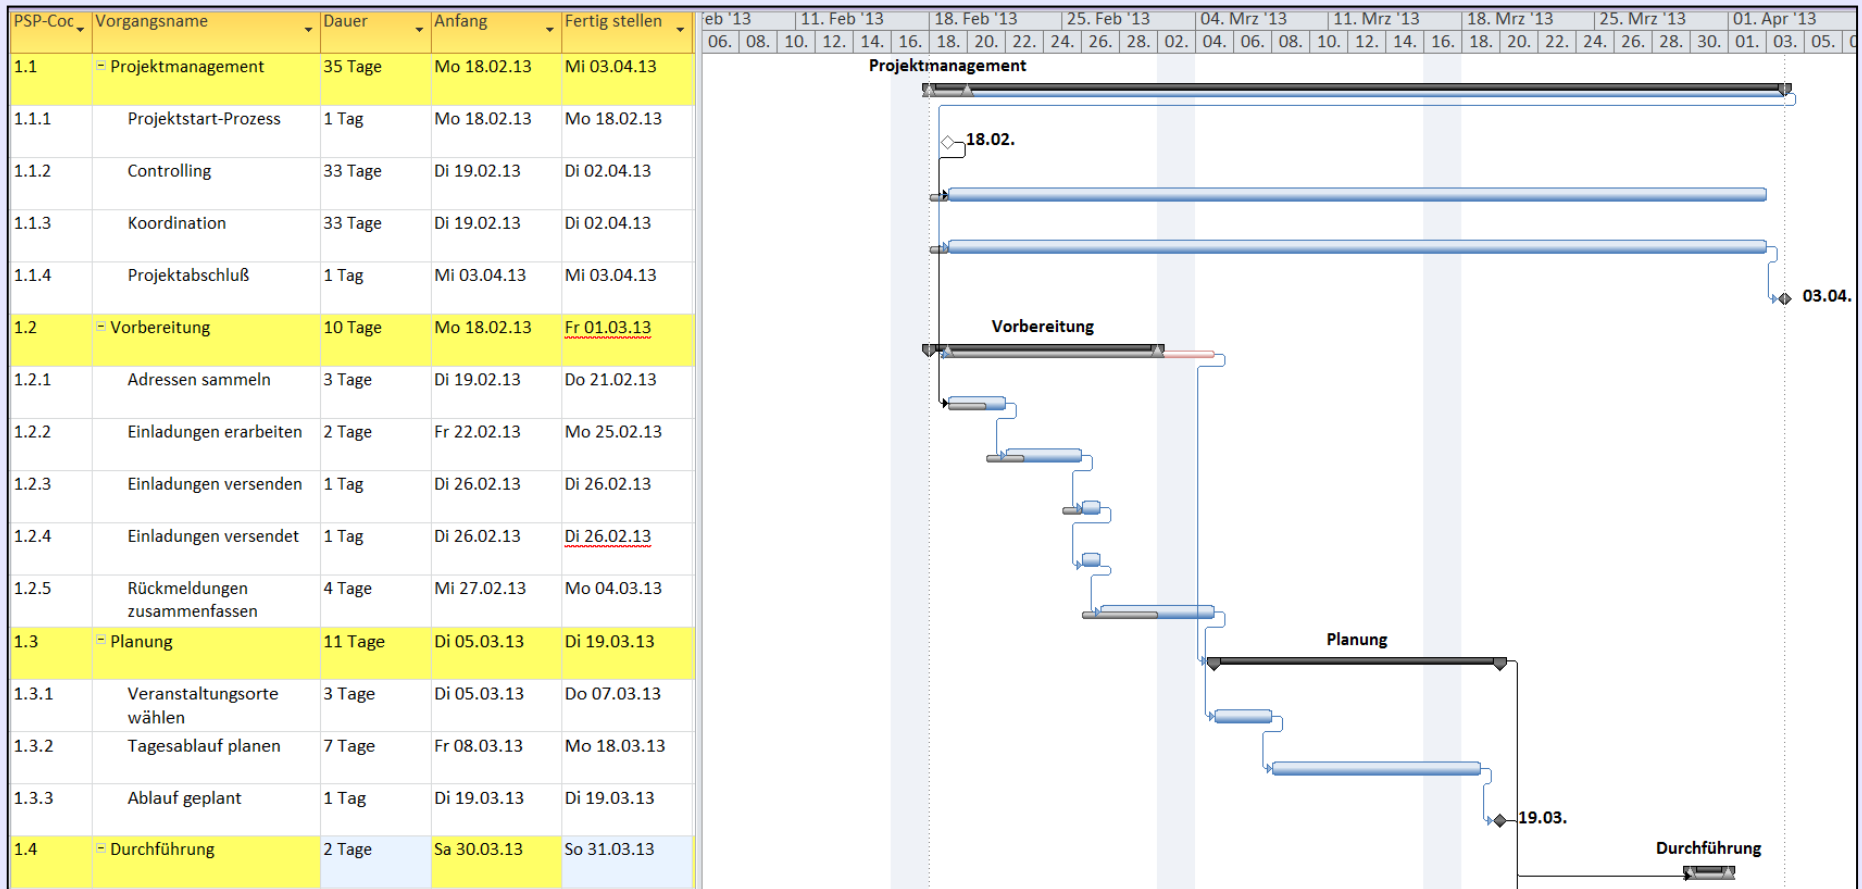 PSP-Coc Vorgangsname Dauer Anfang Fertig stellen
eb '13 11. Feb '13 18. Feb '13 25. Feb '13 04. Mrz '13 11. Mrz '13 18. Mrz '13 25. Mrz '13 01. Apr '13
06. 08. 10. 12. 14. 16. 18. 20. 22. 24. 26. 28. 02. 04. 06. 08. 10. 12. 14. 16. 18. 20. 22. 24. 26. 28. 30. 01. 03. 05.
1.1 Projektmanagement 35 Tage Mo 18.02.13 Mi 03.04.13
Projektmanagement
1.1.1 Projektstart-Prozess 1 Tag Mo 18.02.13 Mo 18.02.13
18.02.
1.1.2 Controlling 33 Tage Di 19.02.13 Di 02.04.13
1.1.3 Koordination 33 Tage Di 19.02.13 Di 02.04.13
1.1.4 Projektabschluß 1 Tag Mi 03.04.13 Mi 03.04.13
03.04.
1.2 Vorbereitung 10 Tage Mo 18.02.13 Fr 01.03.13
Vorbereitung
1.2.1 Adressen sammeln 3 Tage Di 19.02.13 Do 21.02.13
1.2.2 Einladungen erarbeiten 2 Tage Fr 22.02.13 Mo 25.02.13
1.2.3 Einladungen versenden 1 Tag Di 26.02.13 Di 26.02.13
1.2.4 Einladungen versendet 1 Tag Di 26.02.13 Di 26.02.13
1.2.5 Rückmeldungen 4 Tage Mi 27.02.13 Mo 04.03.13
zusammenfassen
1.3 Planung 11 Tage Di 05.03.13 Di 19.03.13
Planung
1.3.1 Veranstaltungsorte 3 Tage Di 05.03.13 Do 07.03.13
wählen
1.3.2 Tagesablauf planen 7 Tage Fr 08.03.13 Mo 18.03.13
1.3.3 Ablauf geplant 1 Tag Di 19.03.13 Di 19.03.13
19.03.
1.4 Durchführung 2 Tage Sa 30.03.13 So 31.03.13
Durchführung